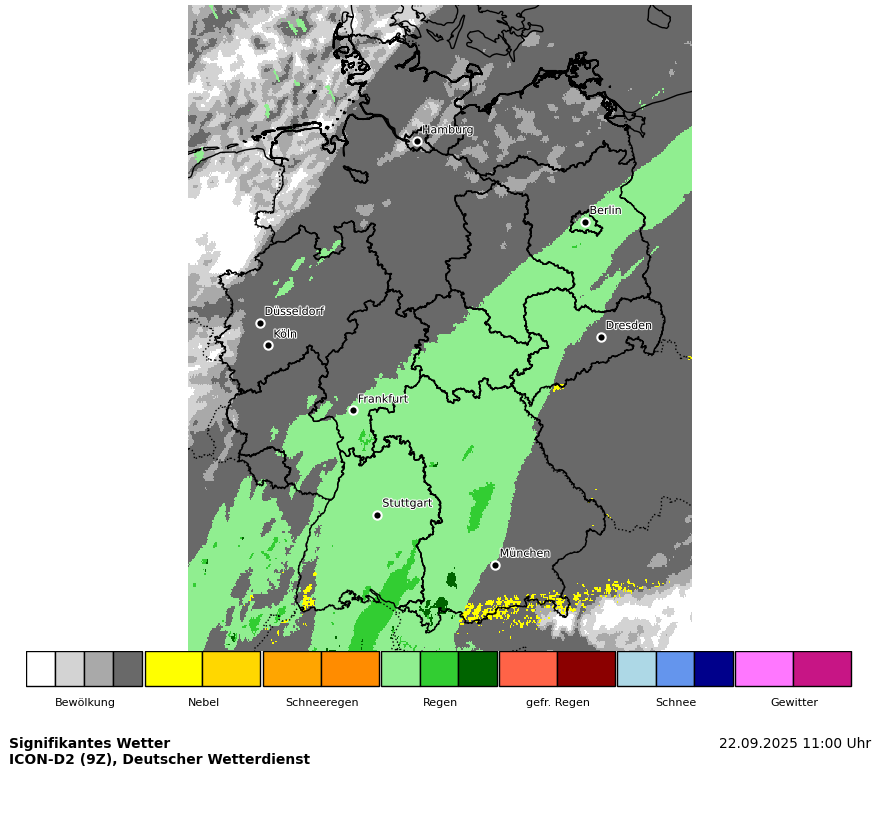 Hamburg
Berlin
Düsseldorf
Köln
Dresden
Frankfurt
Stuttgart
München
Bewölkung Nebel Schneeregen Regen gefr. Regen Schnee Gewitter
Signifikantes Wetter 22.09.2025 11:00 Uhr
ICON-D2 (9Z), Deutscher Wetterdienst